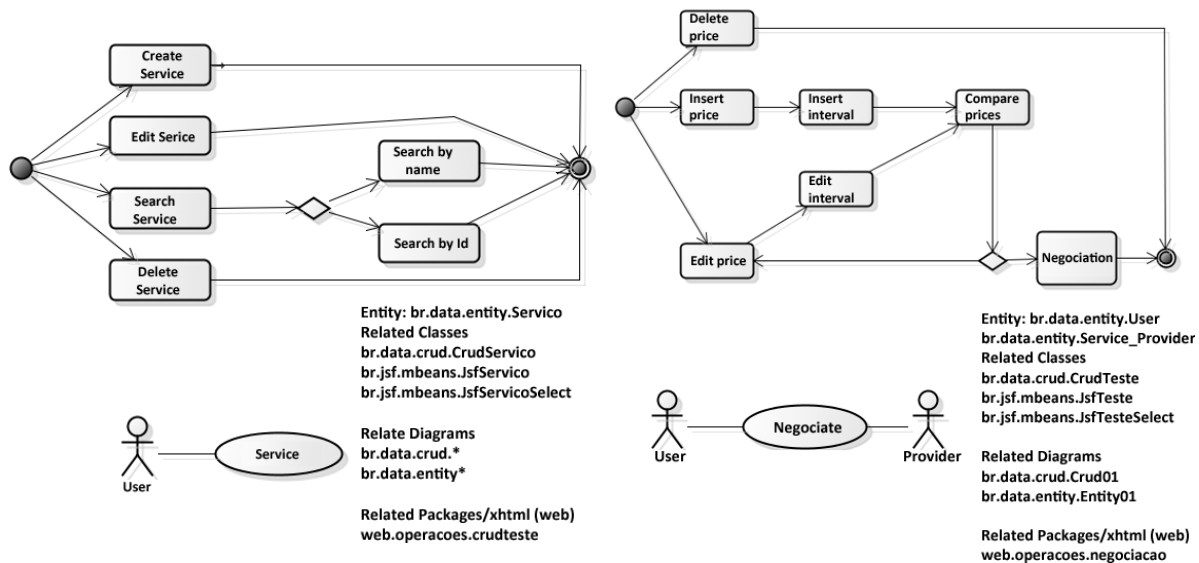 Create
Service
Edit Serice
Search
Service
Delete
Service
Search by
name
Search by Id
Entity: br.data.entity.Servico
Related Classes
br.data.crud.CrudServico
br.jsf.mbeans.JsfServico
br.jsf.mbeans.JsfServicoSelect
Relate Diagrams
br.data.crud.*
br.data.entity*
Related Packages/xhtml (web)
web.operacoes.crudteste
User
Service
Delete
price
Insert
price
Insert
interval
Compare
prices
Edit
interval
Edit price
Negociation
Entity: br.data.entity.User
br.data.entity.Service_Provider
Related Classes
br.data.crud.CrudTeste
br.jsf.mbeans.JsfTeste
br.jsf.mbeans.JsfTesteSelect
Related Diagrams
br.data.crud.Crud01
br.data.entity.Entity01
Related Packages/xhtml (web)
web.operacoes.negociacao
User
Negociate
Provider